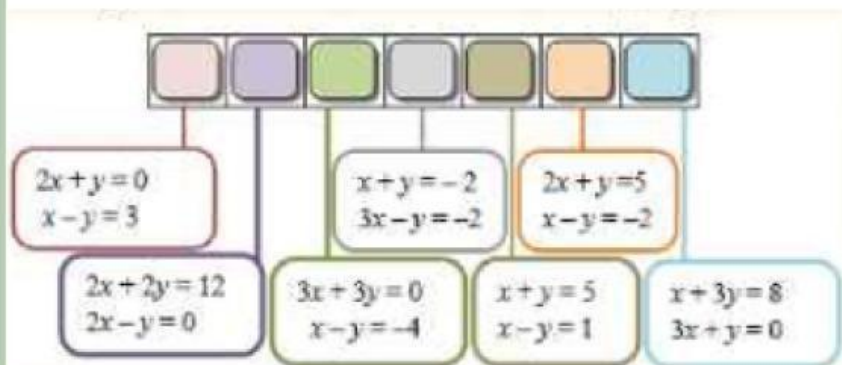 2x+y=0
x-y=3
x+y=-2
3x-y=-2
2x+y=5
x-y=-2
2x+2y=12
2x-y=0
3x+3y=0
x-y=-4
x+y=5
x-y=1
x+3y=8
3x+y=0